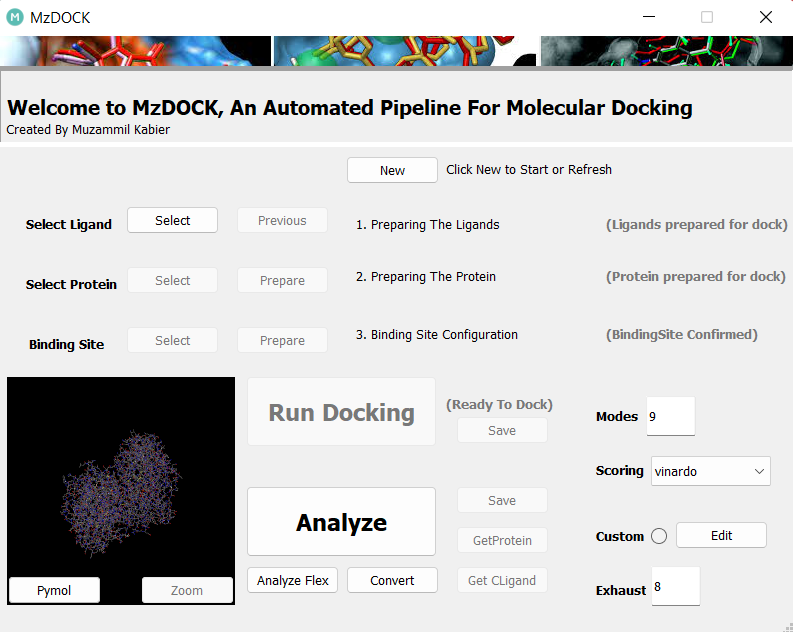 M MzDOCK
Welcome to MzDOCK, An Automated Pipeline For Molecular Docking
Created By Muzammil Kabier
New Click New to Start or Refresh
Select Ligand Select Previous 1. Preparing The Ligands (Ligands prepared for dock)
Select Protein Select Prepare 2. Preparing The Protein (Protein prepared for dock)
Binding Site Select Prepare 3. Binding Site Configuration (BindingSite Confirmed)
Run Docking (Ready To Dock) Modes 9
Save
Scoring vinardo
Analyze Save
GetProtein Custom Edit
Pymol Zoom Analyze Flex Convert Get CLigand Exhaust 8